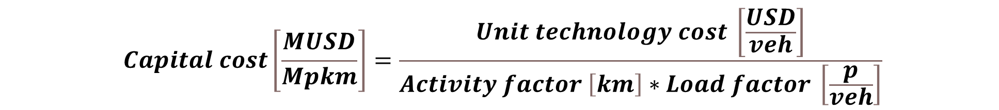 Capital cost [MUSD/Mpkm] = Unit technology cost [USD/veh] / Activity factor [km] * Load factor [p/veh]